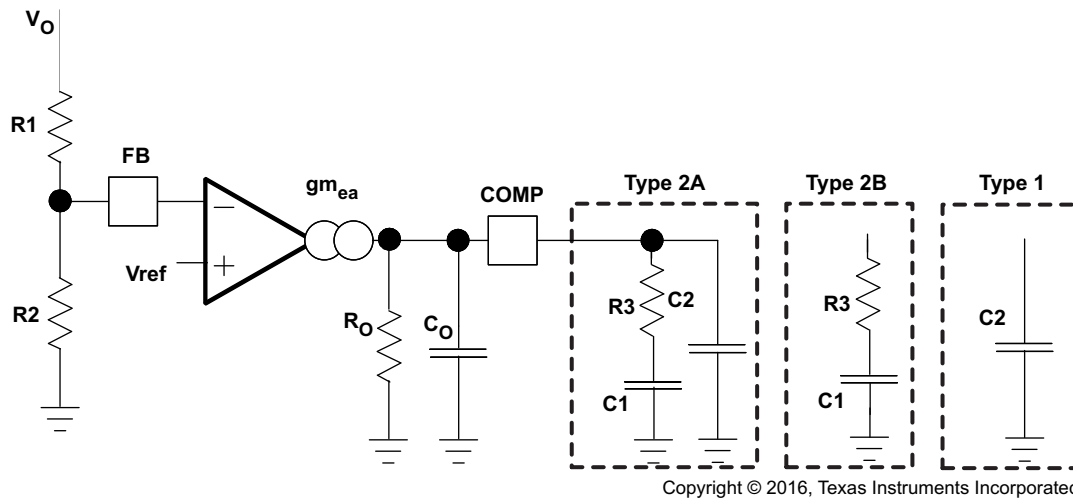 VO
R1
FB
gmea
COMP
Type 2A
Type 2B
Type 1
Vref
R2
RO
CO
R3
C2
C1
R3
C1
C2
Copyright © 2016, Texas Instruments Incorporated